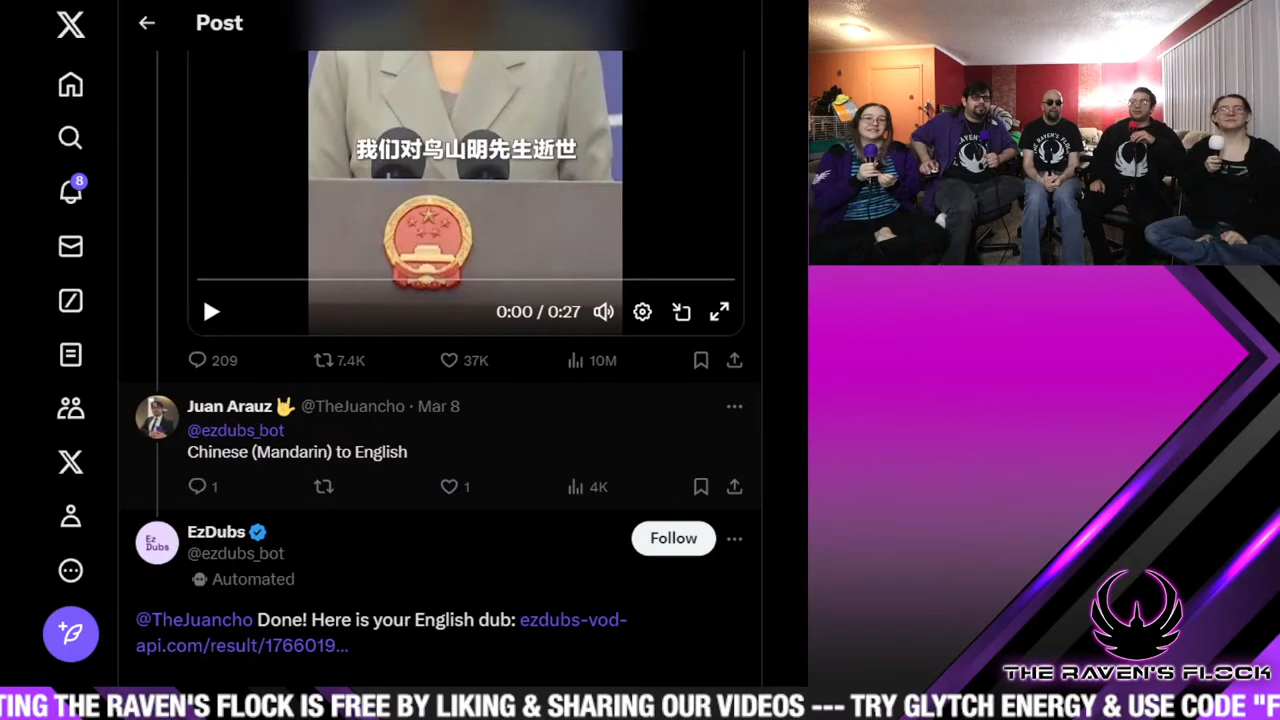 Post
我们对鸟山明先生逝世
0:00 / 0:27
8
209
7.4K
37K
10M
Juan Arauz 🤟 @TheJuancho · Mar 8
@ezdubs_bot
Chinese (Mandarin) to English
1
1
4K
Ez
Dubs
EzDubs
@ezdubs_bot
Automated
Follow
@TheJuancho Done! Here is your English dub: ezdubs-vod-
api.com/result/1766019...
THE RAVEN'S FLOCK
TING THE RAVEN'S FLOCK IS FREE BY LIKING & SHARING OUR VIDEOS --- TRY GLYTCH ENERGY & USE CODE "F